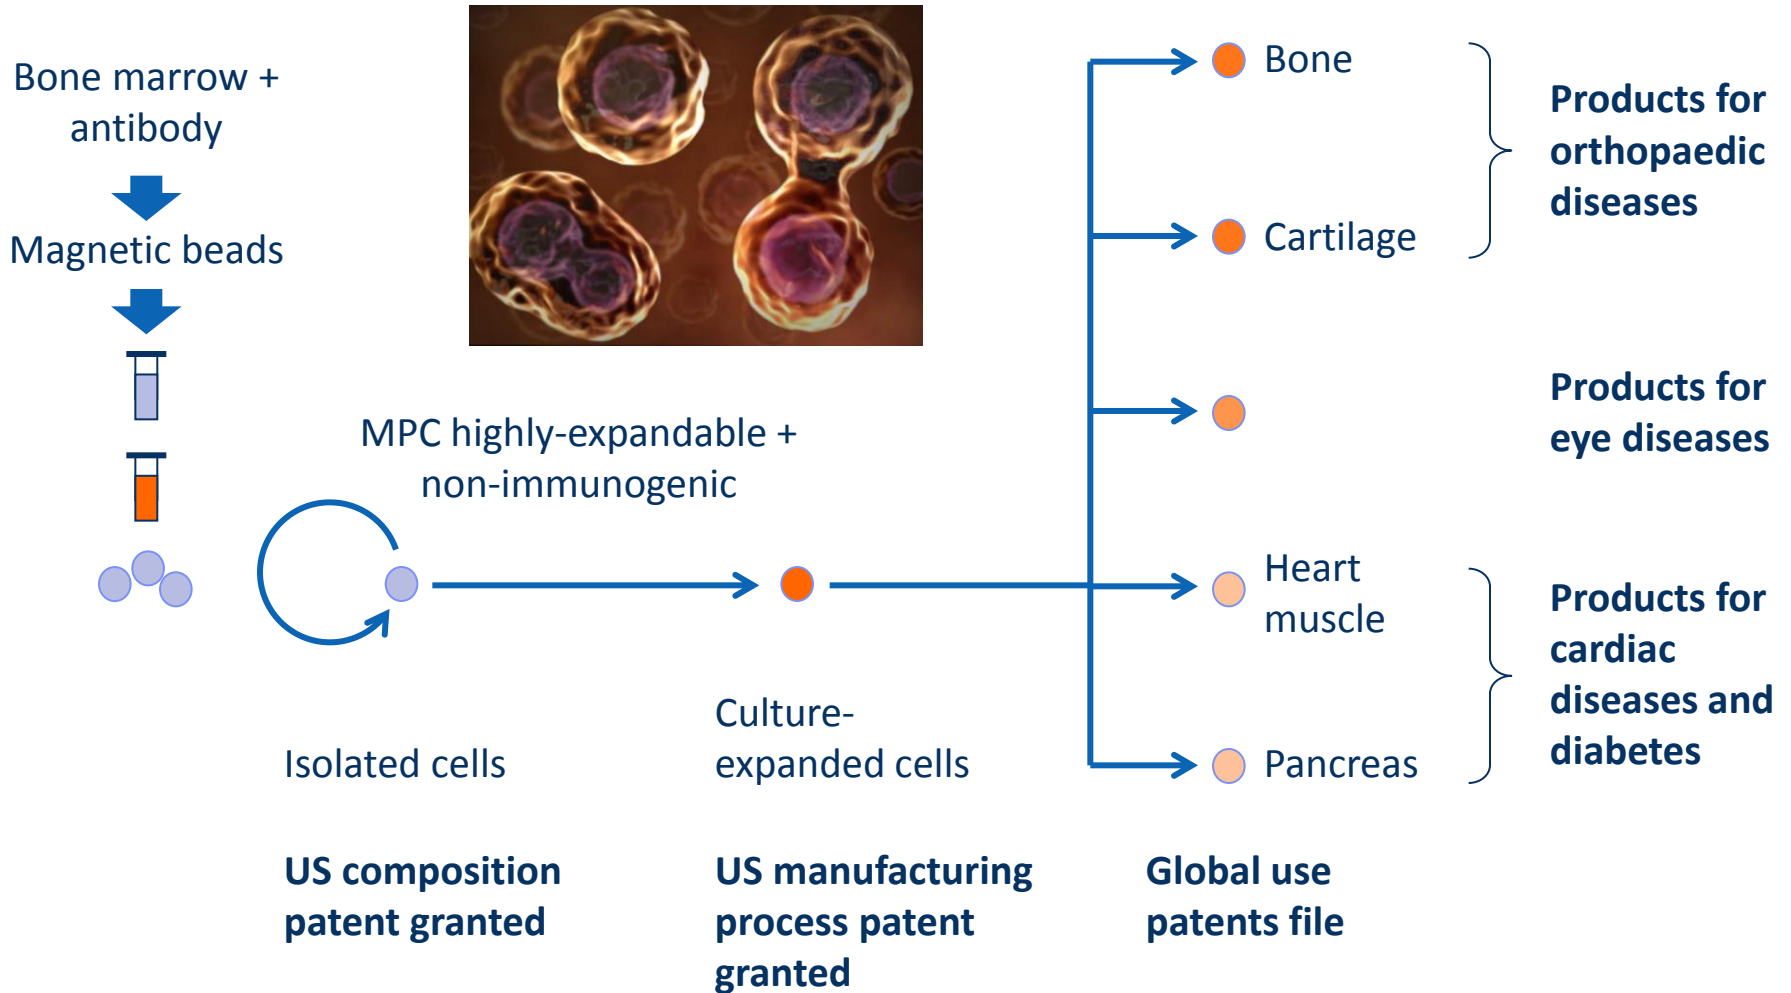 Bone marrow +
antibody
Magnetic beads
MPC highly-expandable +
non-immunogenic
Isolated cells
Culture-
expanded cells
US composition
patent granted
US manufacturing
process patent
granted
Global use
patents file
Bone
Cartilage
Heart
muscle
Pancreas
Products for
orthopaedic
diseases
Products for
eye diseases
Products for
cardiac
diseases and
diabetes